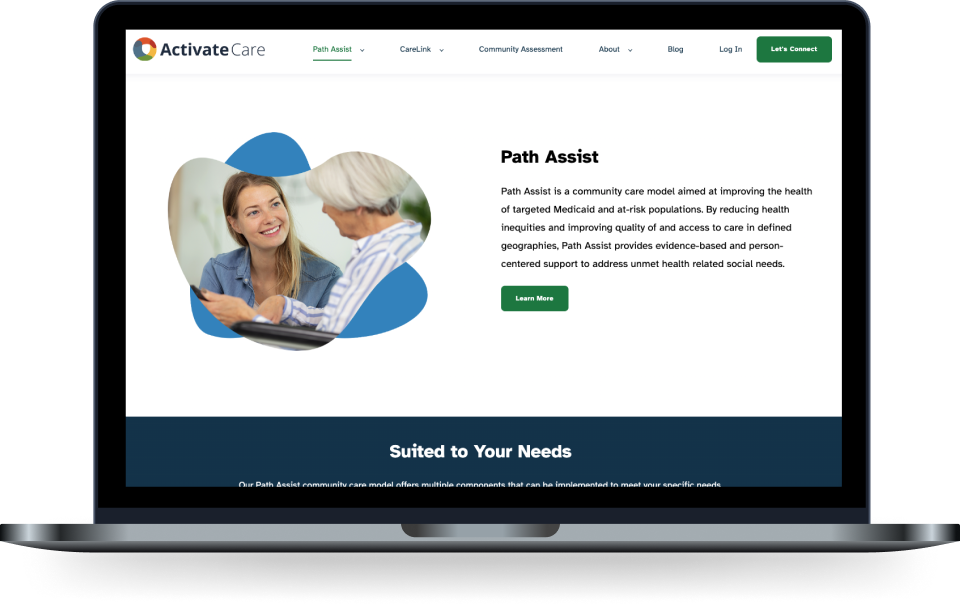 ActivateCare
Path Assist
CareLink
Community Assessment
About
Blog
Log In
Let's Connect
Path Assist
Path Assist is a community care model aimed at improving the health
of targeted Medicaid and at-risk populations. By reducing health
inequities and improving quality of and access to care in defined
geographies, Path Assist provides evidence-based and person-
centered support to address unmet health related social needs.
Learn More
Suited to Your Needs
Our Path Assist community care model offers multiple components that can be implemented to meet your specific needs.